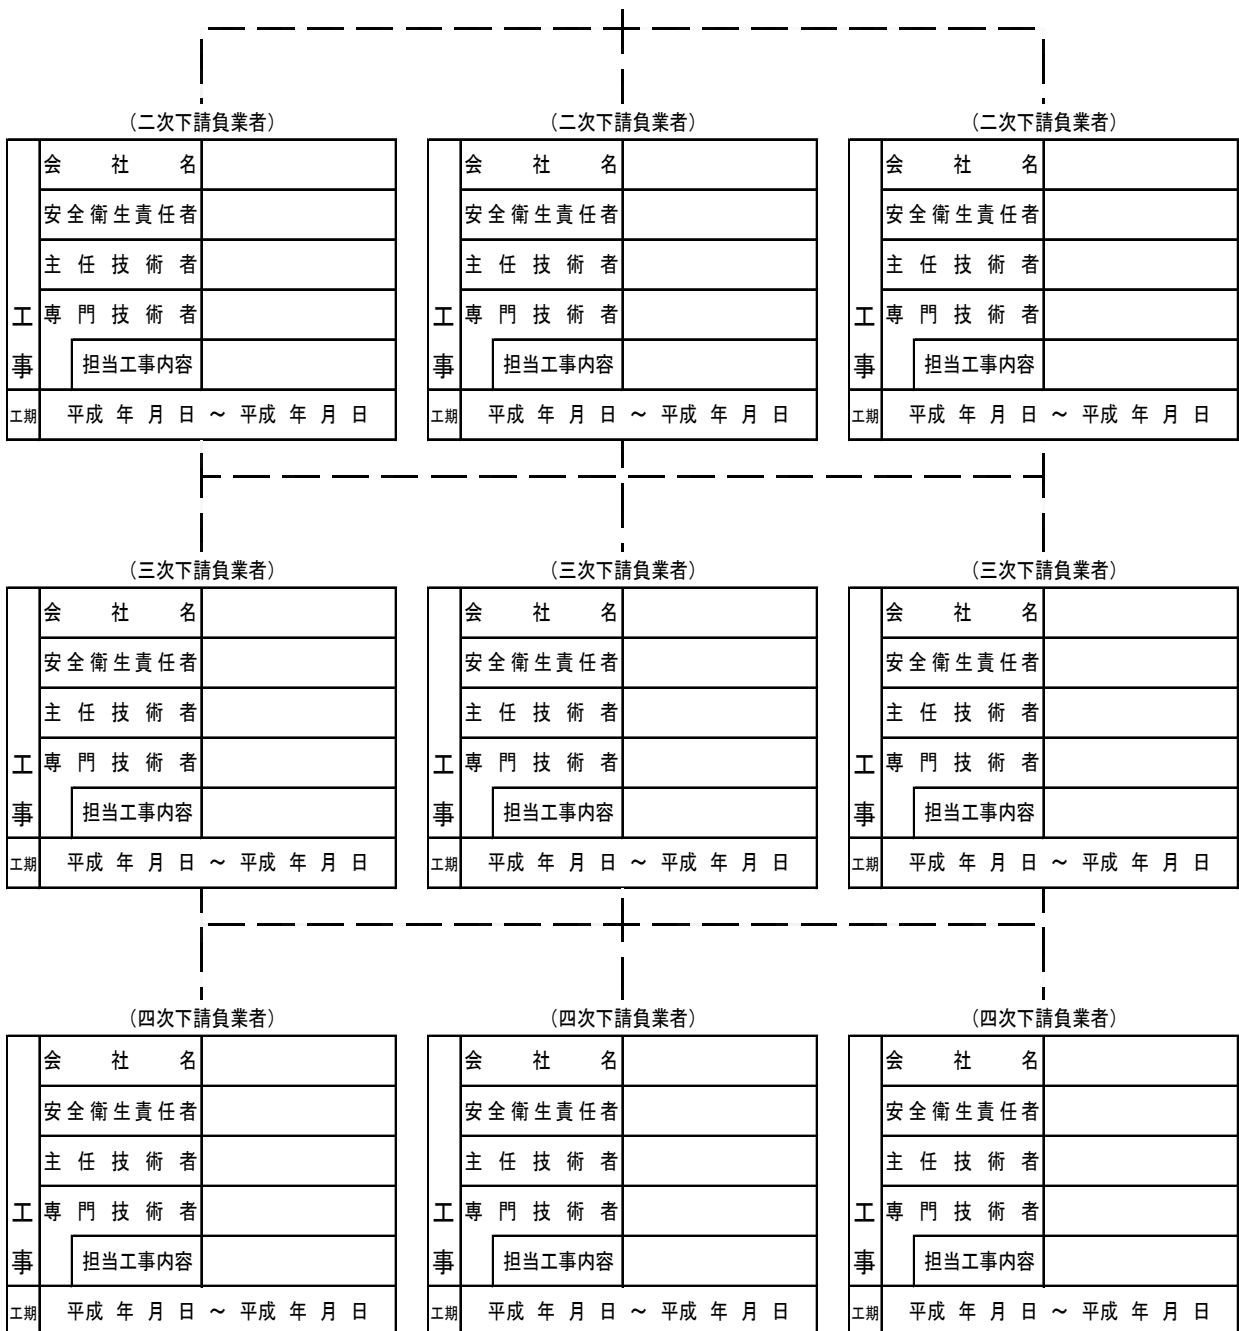 （二次下請負業者） （二次下請負業者） （二次下請負業者）
会 社 名 会 社 名 会 社 名
安全衛生責任者 安全衛生責任者 安全衛生責任者
主任技術者 主任技術者 主任技術者
工 専門技術者 工 専門技術者 工 専門技術者
事 担当工事内容 事 担当工事内容 事 担当工事内容
工期 平成 年 月 日 ～ 平成 年 月 日 工期 平成 年 月 日 ～ 平成 年 月 日 工期 平成 年 月 日 ～ 平成 年 月 日
（三次下請負業者） （三次下請負業者） （三次下請負業者）
会 社 名 会 社 名 会 社 名
安全衛生責任者 安全衛生責任者 安全衛生責任者
主任技術者 主任技術者 主任技術者
工 専門技術者 工 専門技術者 工 専門技術者
事 担当工事内容 事 担当工事内容 事 担当工事内容
工期 平成 年 月 日 ～ 平成 年 月 日 工期 平成 年 月 日 ～ 平成 年 月 日 工期 平成 年 月 日 ～ 平成 年 月 日
（四次下請負業者） （四次下請負業者） （四次下請負業者）
会 社 名 会 社 名 会 社 名
安全衛生責任者 安全衛生責任者 安全衛生責任者
主任技術者 主任技術者 主任技術者
工 専門技術者 工 専門技術者 工 専門技術者
事 担当工事内容 事 担当工事内容 事 担当工事内容
工期 平成 年 月 日 ～ 平成 年 月 日 工期 平成 年 月 日 ～ 平成 年 月 日 工期 平成 年 月 日 ～ 平成 年 月 日